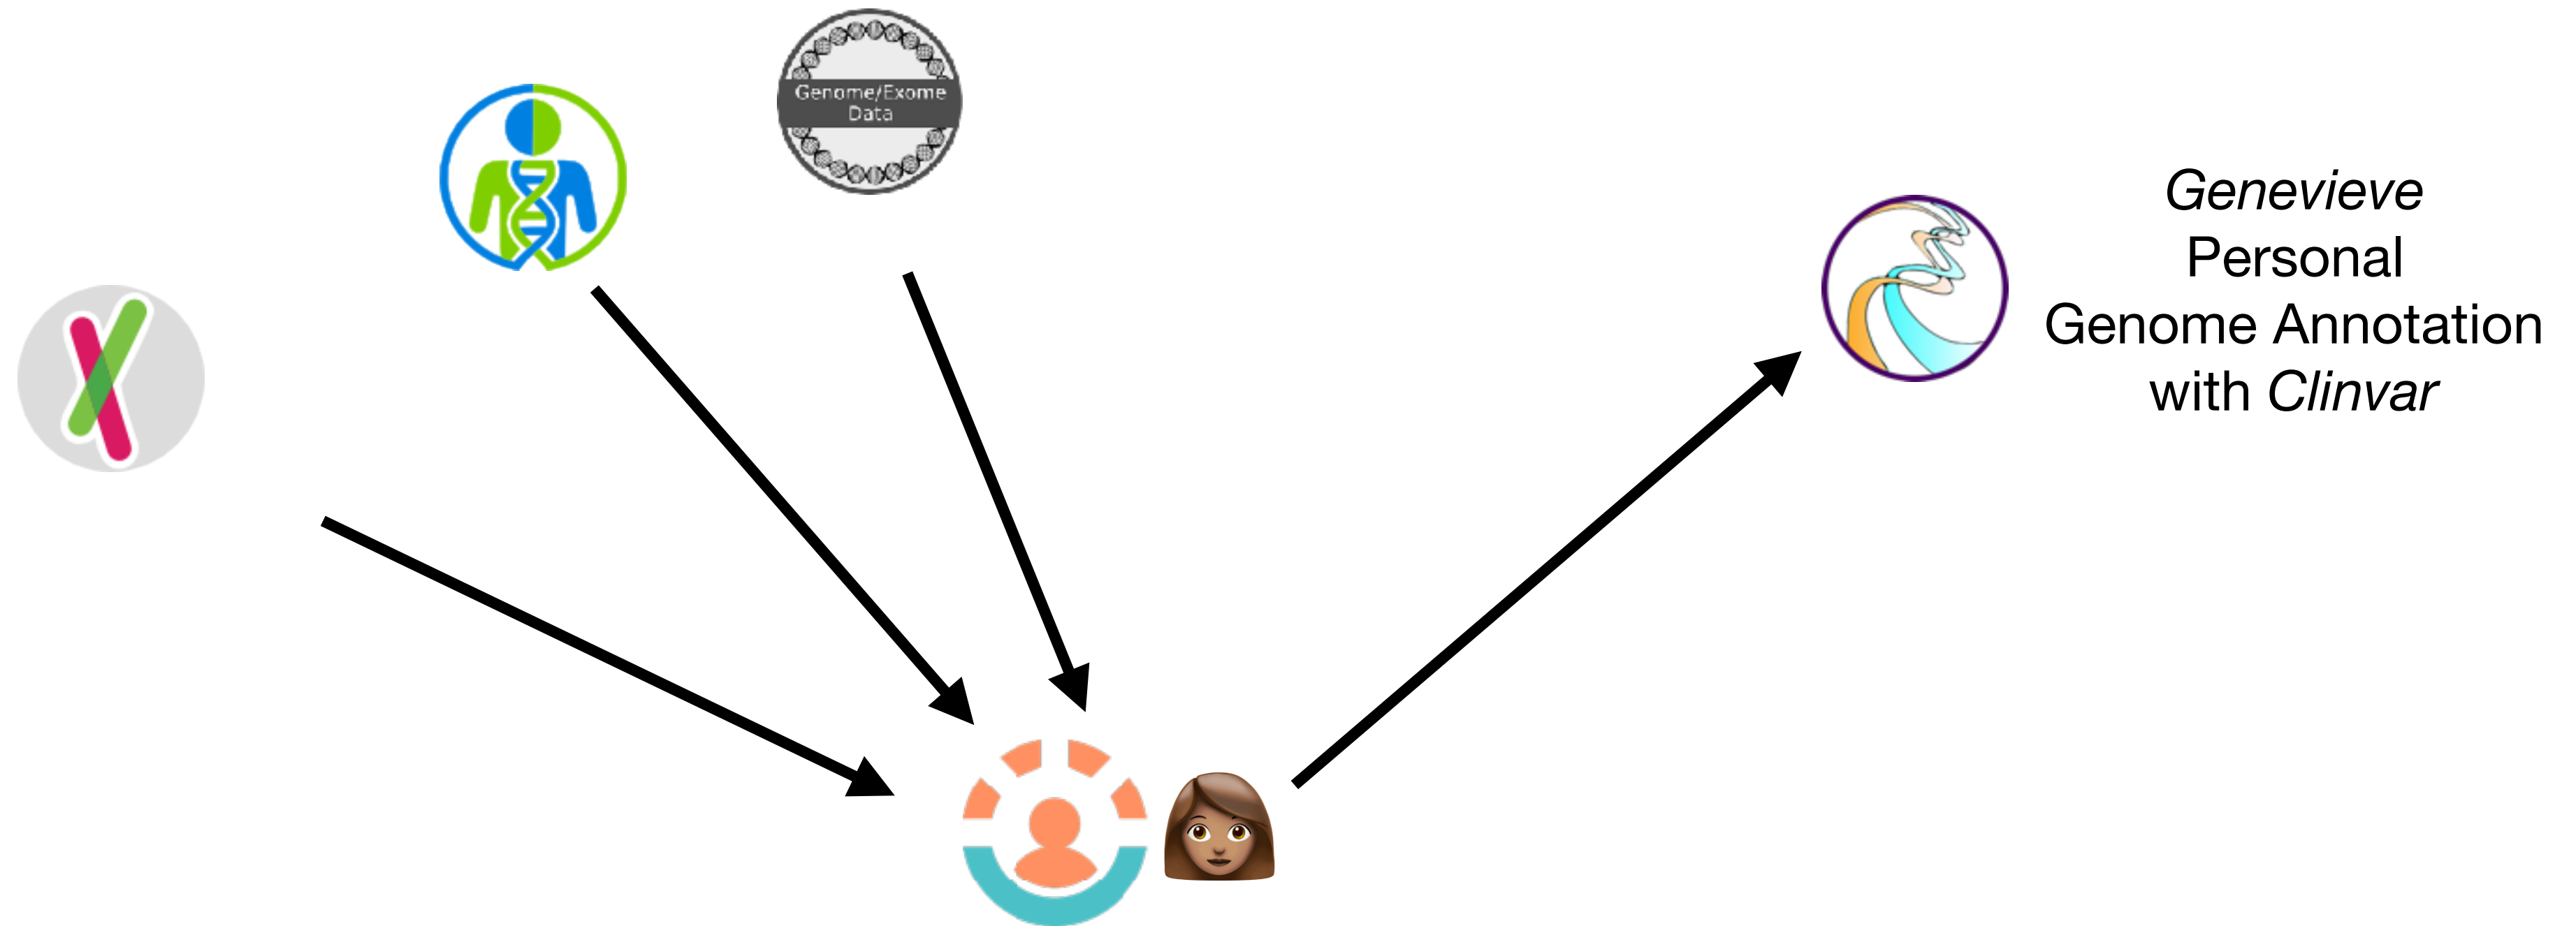 Genome/Exome
Data
Genevieve
Personal
Genome Annotation
with Clinvar